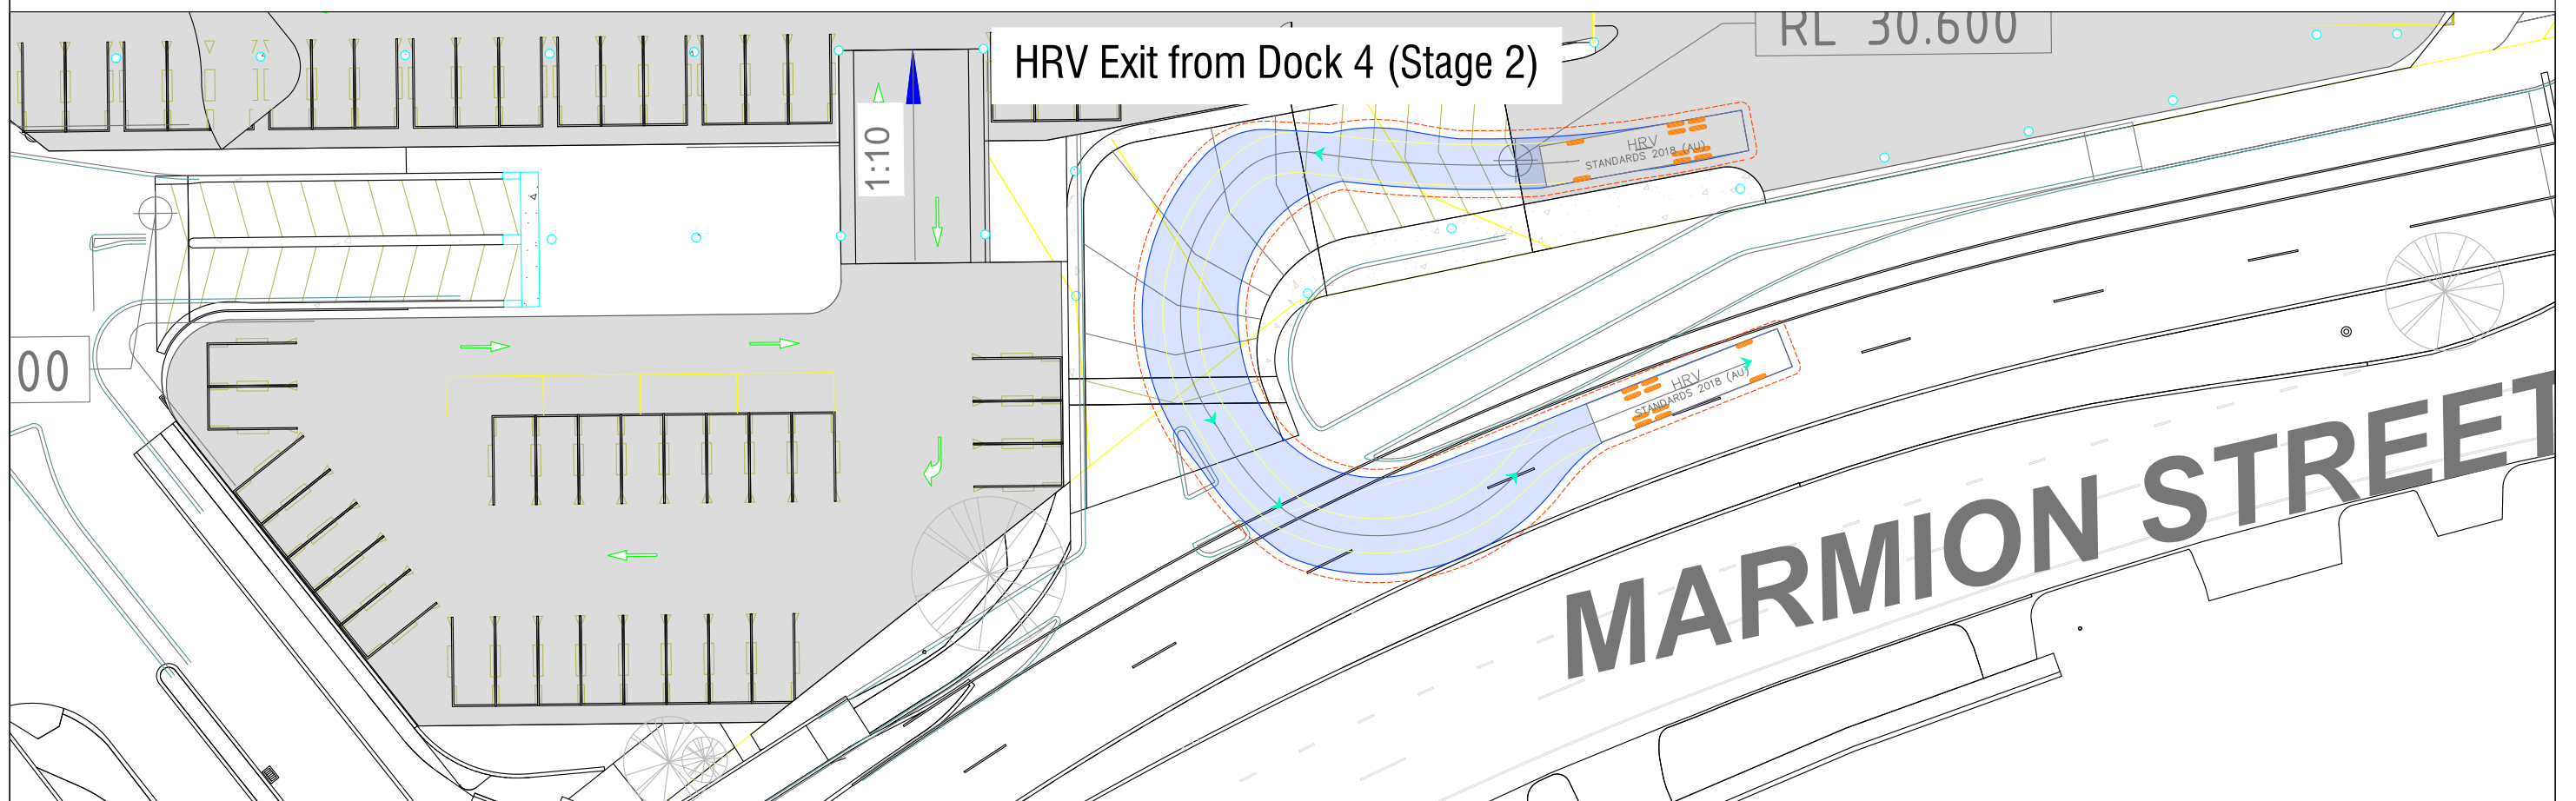 RL 30.600
HRV Exit from Dock 4 (Stage 2)
1:10
HRV
STANDARDS 2018 (AU)
00
HRV
STANDARDS 2018 (AU)
MARMION STREET